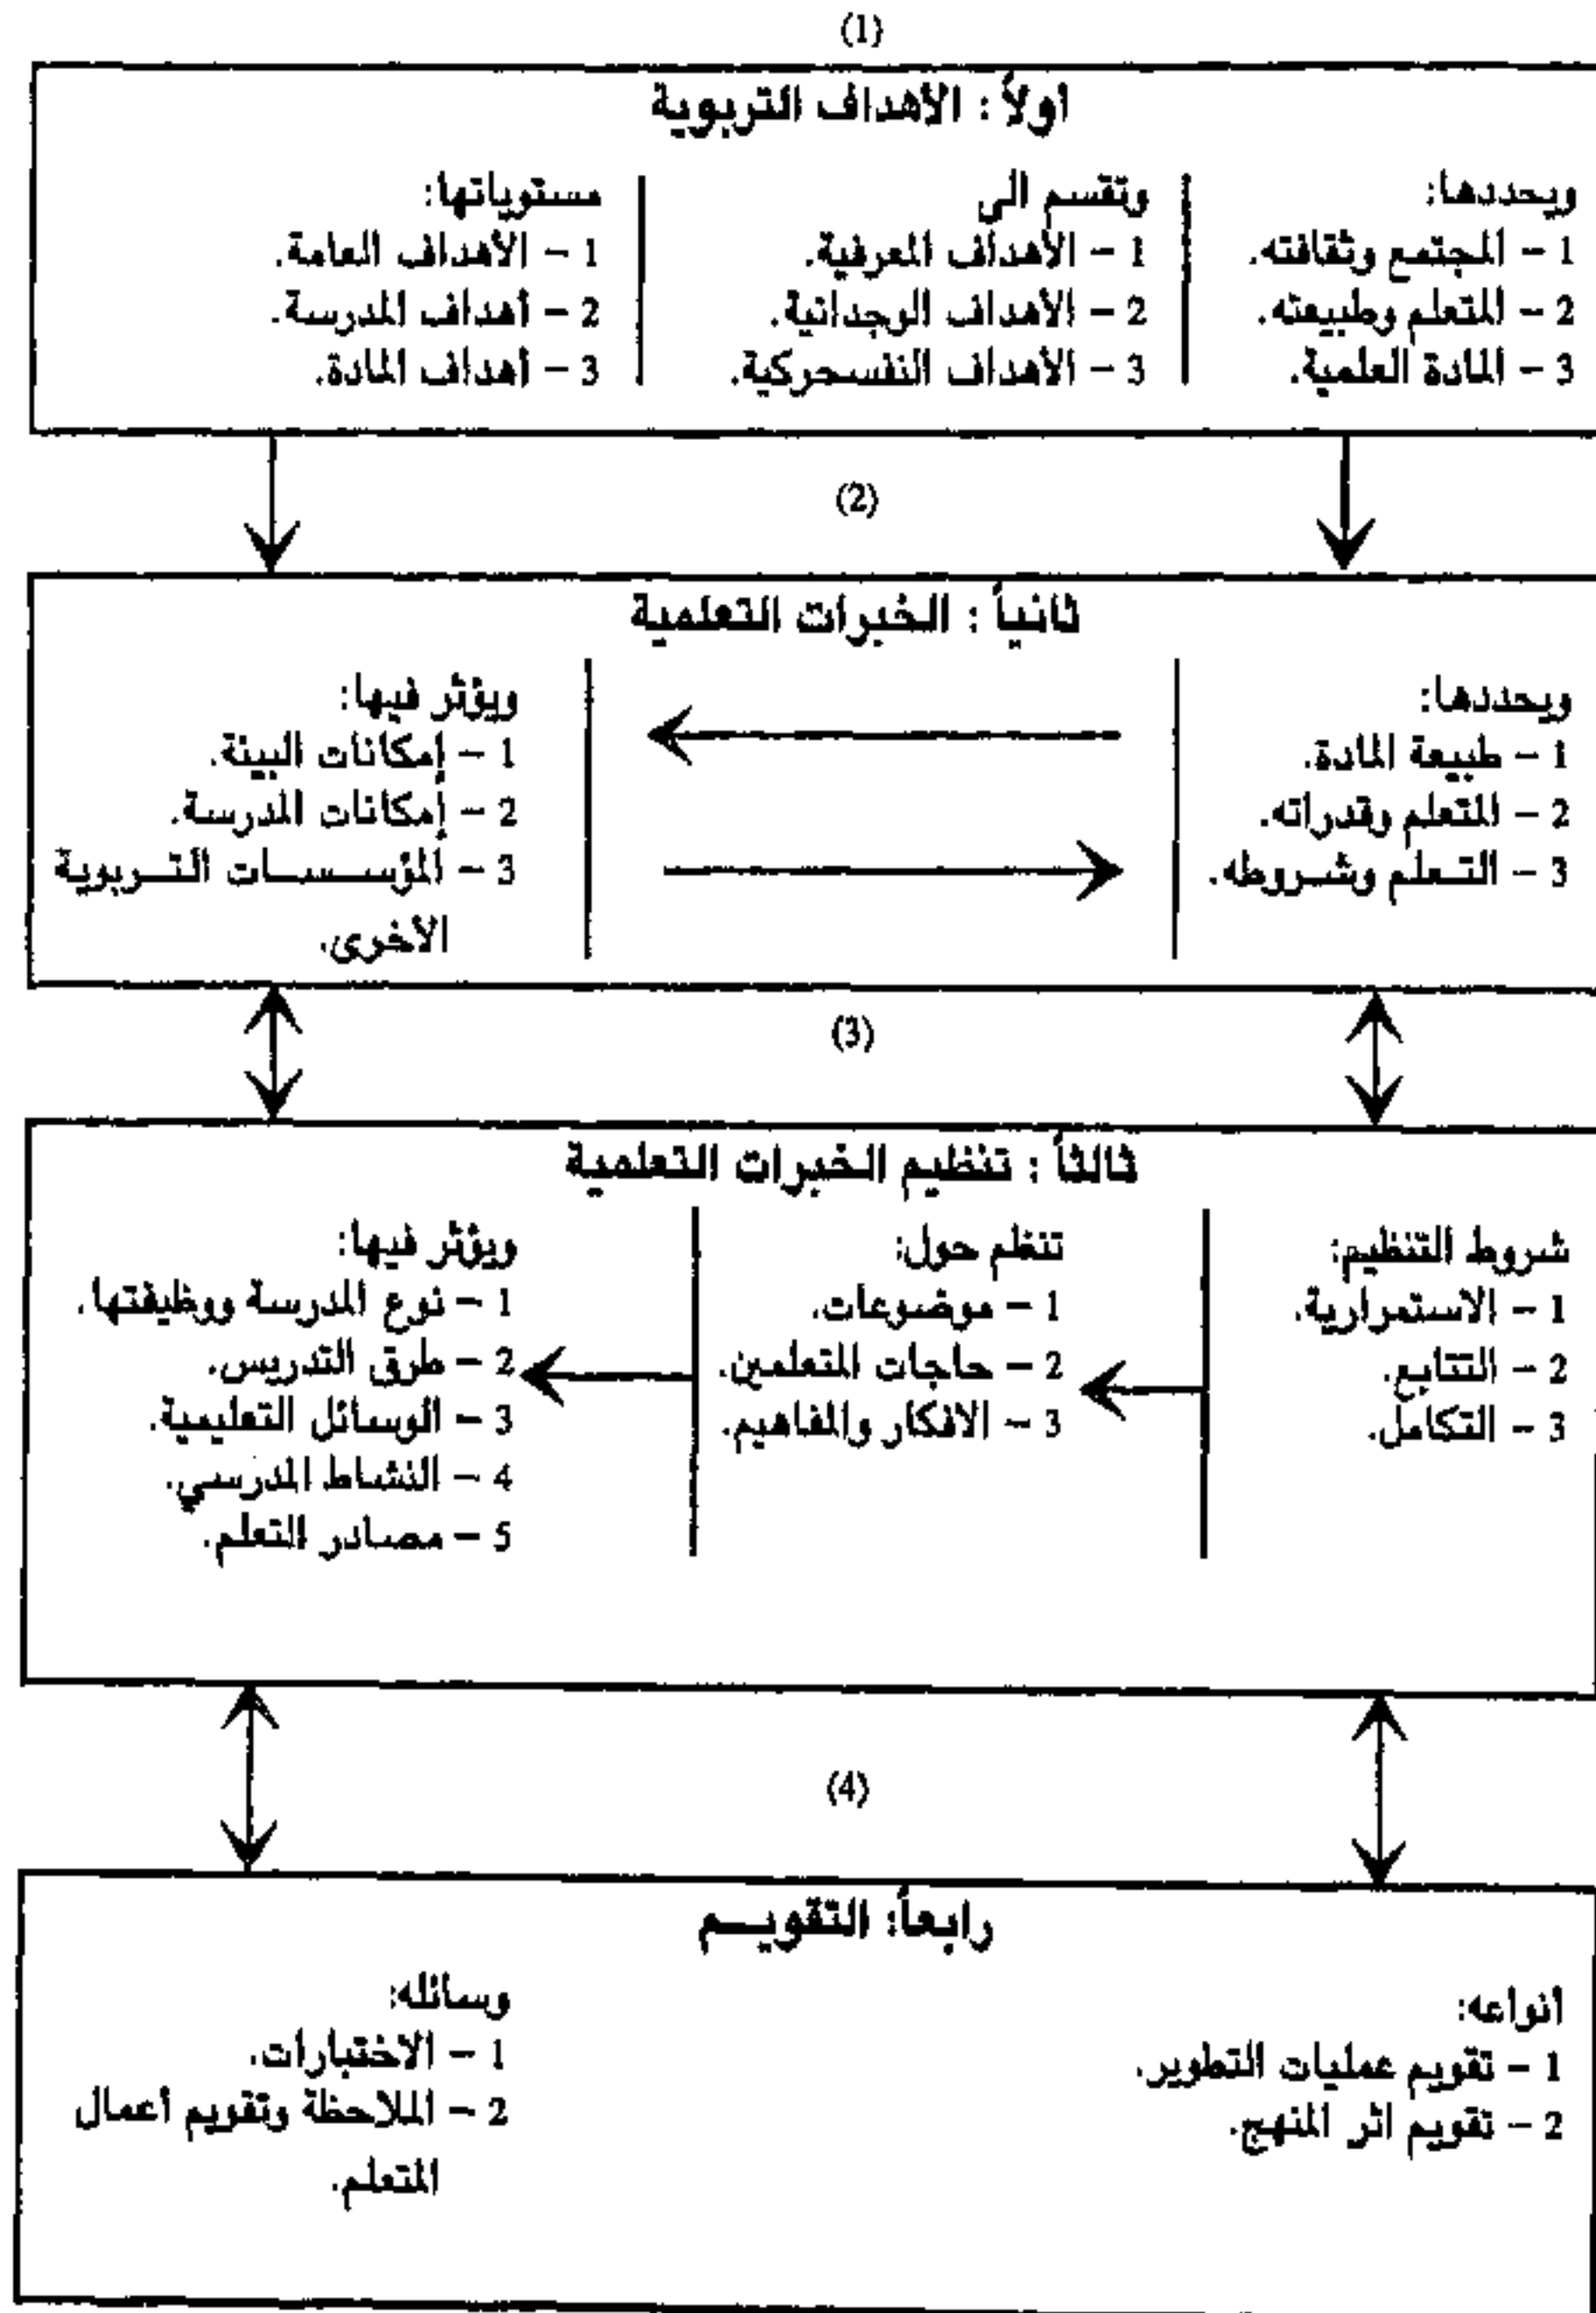 (1)
اولاً : الأهداف التربوية
ويحددها:
1 - المجتمع وثقافته.
2 - المتعلم وطبيعته.
3 - المادة العلمية.
وتقسم الى
1 - الأهداف المعرفية.
2 - الأهداف الوجدانية.
3 - الأهداف النفسحركية.
مستوياتها:
1 - الأهداف العامة.
2 - أهداف المدرسة.
3 - أهداف المادة.
(2)
ثانياً : الخبرات التعلمية
ويحددها:
1 - طبيعة المادة.
2 - المتعلم وقدراته.
3 - التعلم وشروطه.
ويؤثر فيها:
1 - إمكانات البيئة.
2 - إمكانات المدرسة.
3 - المؤسسات التربوية
الأخرى.
(3)
ثالثاً : تنظيم الخبرات التعلمية
شروط التنظيم:
1 - الاستمرارية.
2 - التتابع.
3 - التكامل.
تنظم حول:
1 - موضوعات.
2 - حاجات المتعلمين.
3 - الافكار والمفاهيم.
ويؤثر فيها:
1 - نوع المدرسة ووظيفتها.
2 - طرق التدريس.
3 - الوسائل التعليمية.
4 - النشاط المدرسي.
5 - مصادر التعلم.
(4)
رابعاً: التقويم
انواعه:
1 - تقويم عمليات التطوير.
2 - تقويم اثر المنهج.
وسائله:
1 - الاختبارات.
2 - الملاحظة وتقويم أعمال
المتعلم.